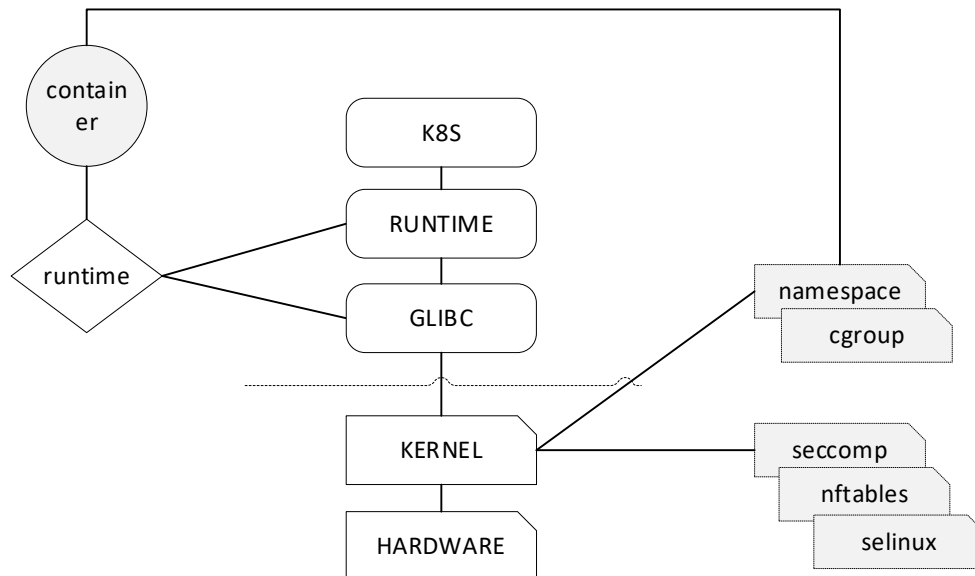 contain
er
K8S
RUNTIME
runtime
GLIBC
namespace
cgroup
KERNEL
seccomp
nftables
HARDWARE
selinux